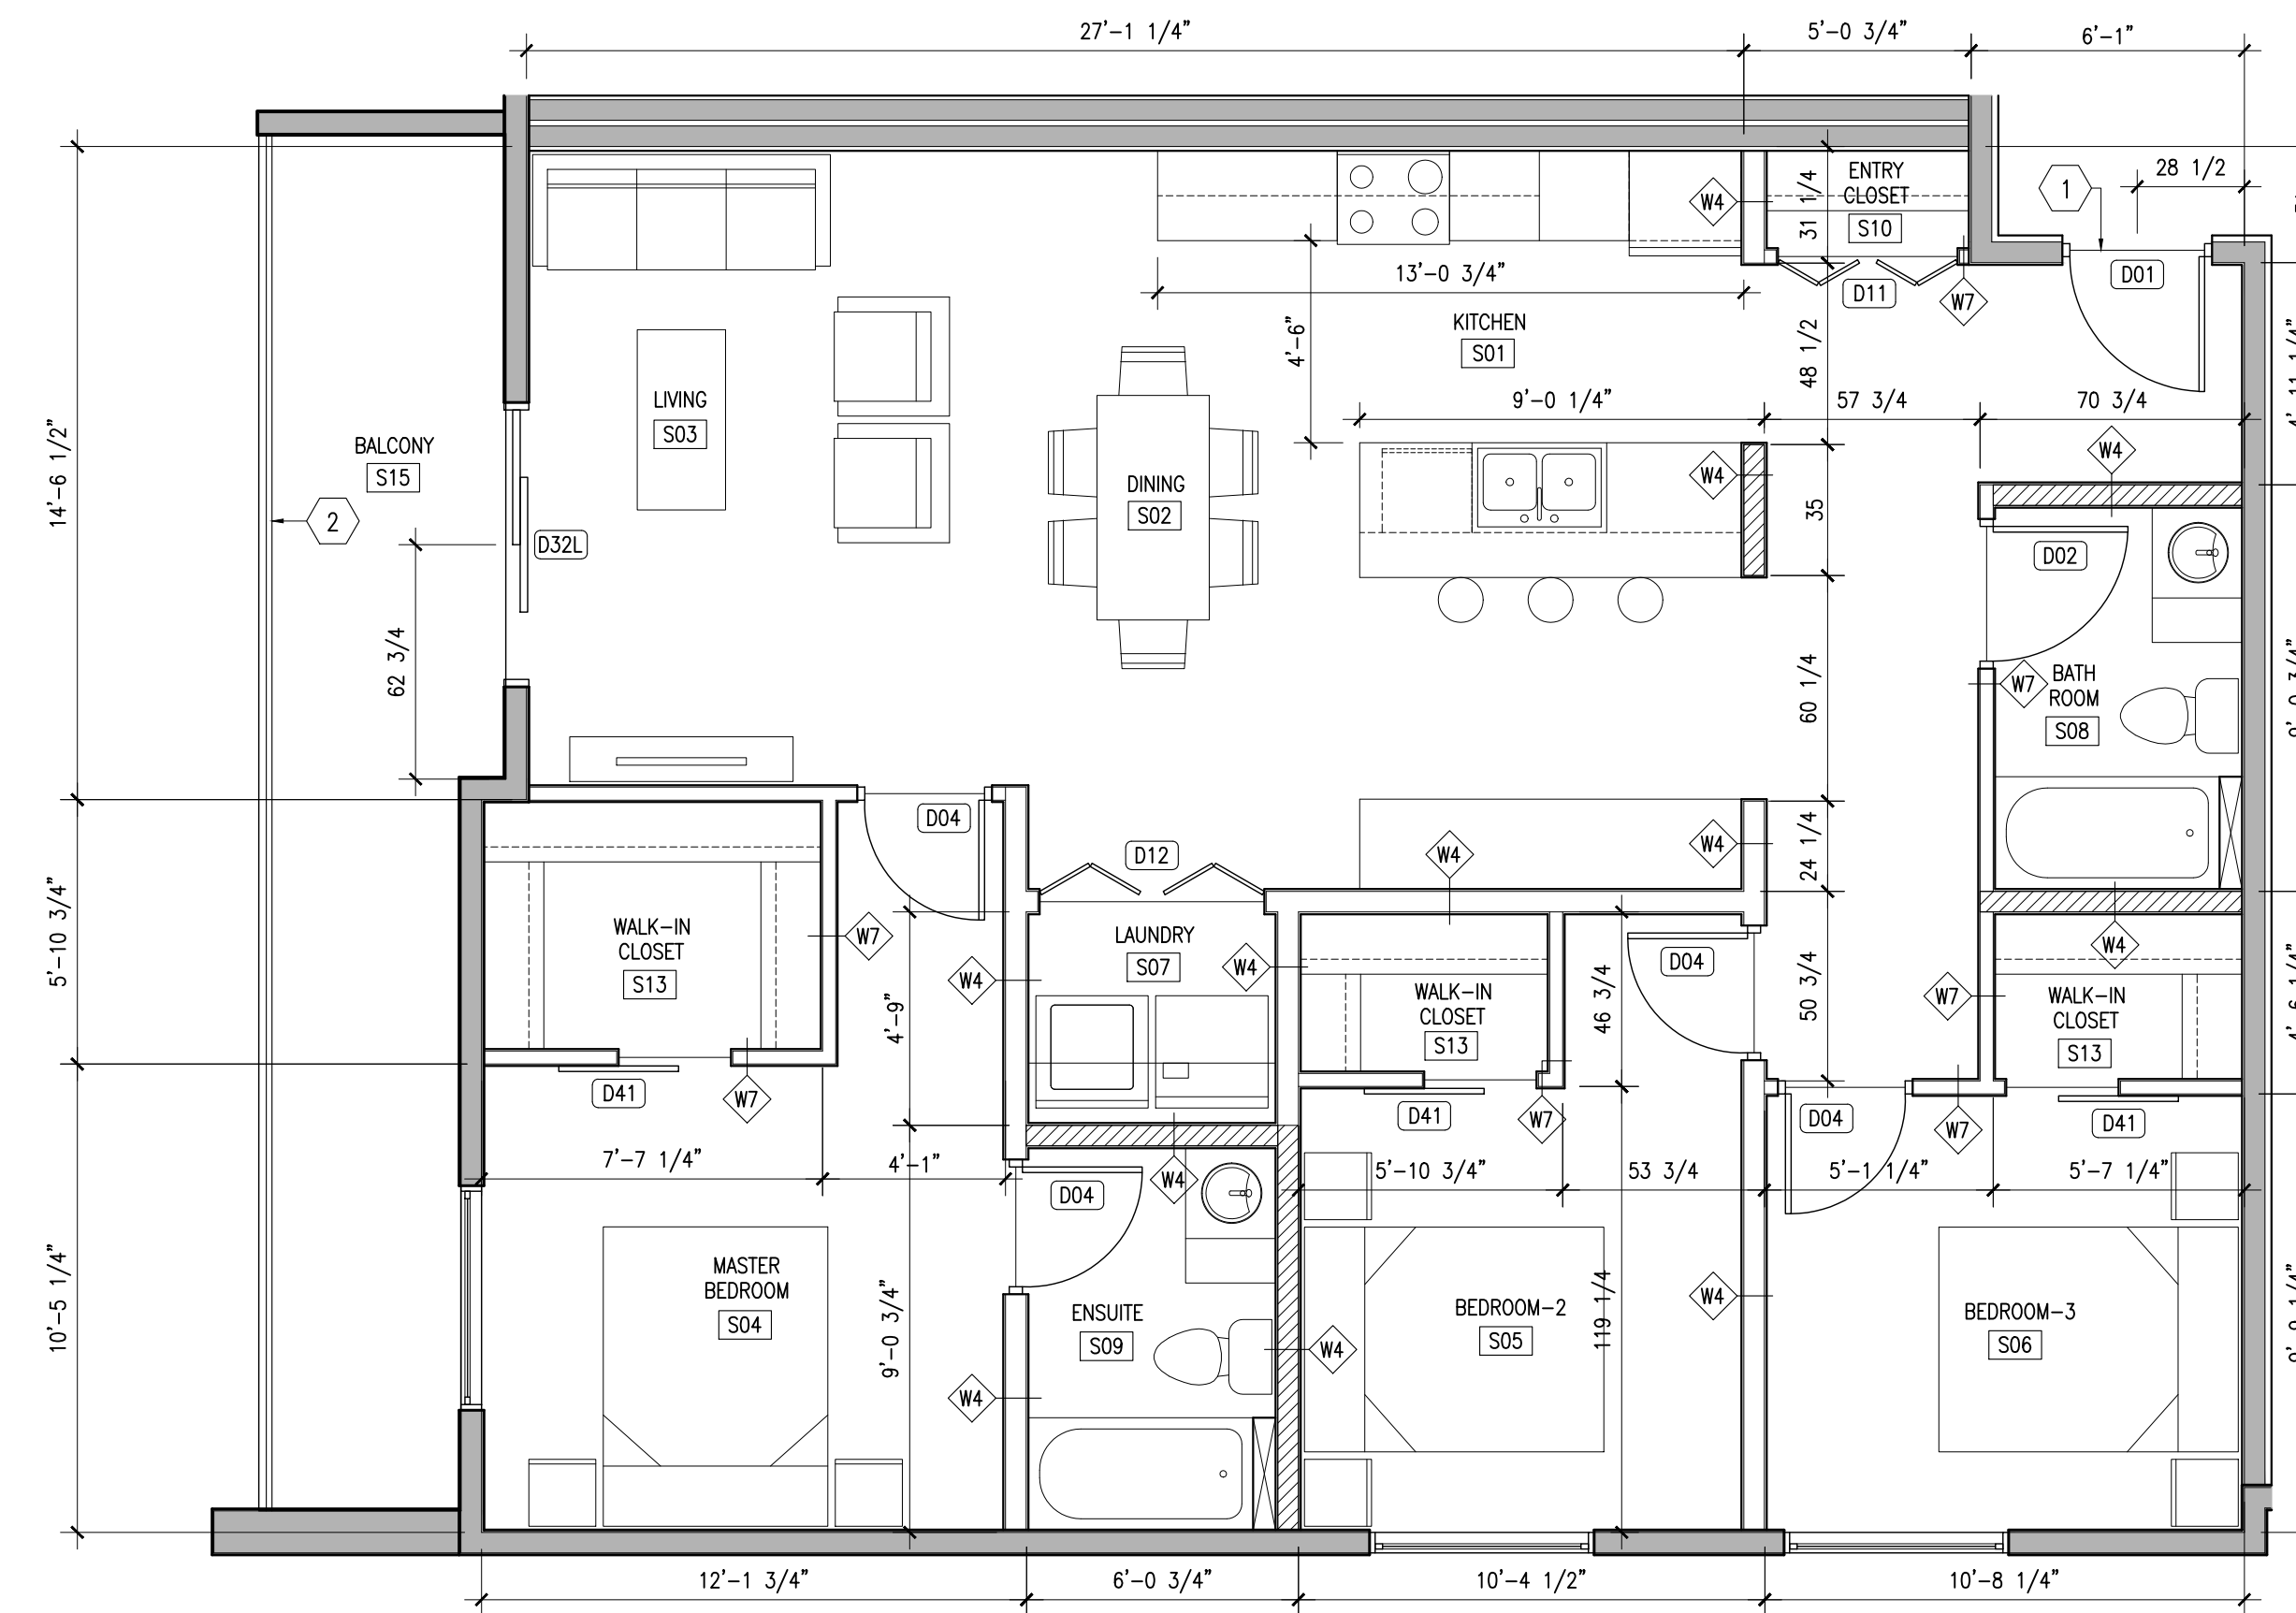 27'-1 1/4"
5'-0 3/4"
6'-1"
28 1/2
1
ENTRY
CLOSET
S10
31 1/4
W4
D01
D11
W7
13'-0 3/4"
KITCHEN
S01
4'-6"
48 1/2
9'-0 1/4"
57 3/4
70 3/4
LIVING
S03
BALCONY
S15
14'-6 1/2"
2
D32L
DINING
S02
W4
W4
35
D02
62 3/4
60 1/4
W7
BATH
ROOM
S08
D04
D12
W4
W4
24 1/4
5'-10 3/4"
WALK-IN
CLOSET
S13
W7
LAUNDRY
S07
W4
W4
D04
W4
4'-9"
46 3/4
50 3/4
WALK-IN
CLOSET
S13
W7
WALK-IN
CLOSET
S13
D41
W7
D41
W7
D04
W7
D41
7'-7 1/4"
4'-1"
D04
W4
5'-10 3/4"
53 3/4
5'-1 1/4"
5'-7 1/4"
10'-5 1/4"
MASTER
BEDROOM
S04
9'-0 3/4"
ENSUITE
S09
W4
W4
BEDROOM-2
S05
119 1/4
W4
BEDROOM-3
S06
12'-1 3/4"
6'-0 3/4"
10'-4 1/2"
10'-8 1/4"